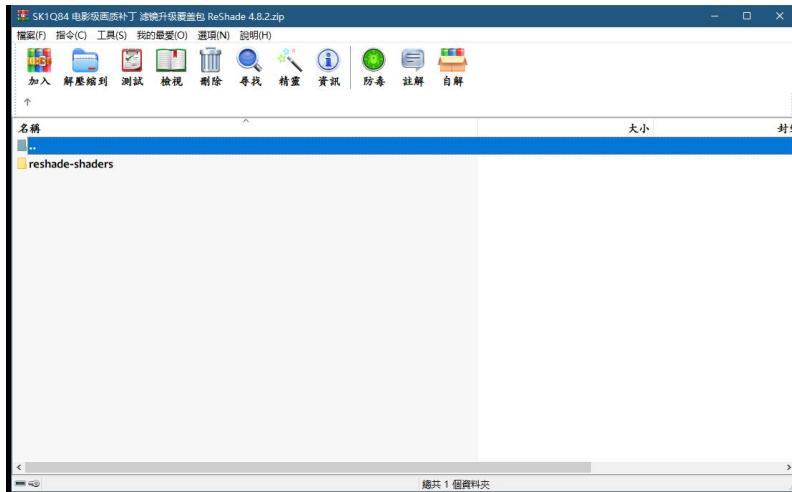 SK1Q84 电影级画质补丁 滤镜升级覆盖包 ReShade 4.8.2.zip
檔案(F) 指令(C) 工具(S) 我的最愛(O) 選項(N) 說明(H)
加入 解壓縮到 測試 檢視 刪除 尋找 精靈 資訊 防毒 註解 自解
名稱 大小
..
reshade-shaders
總共 1 個資料夾